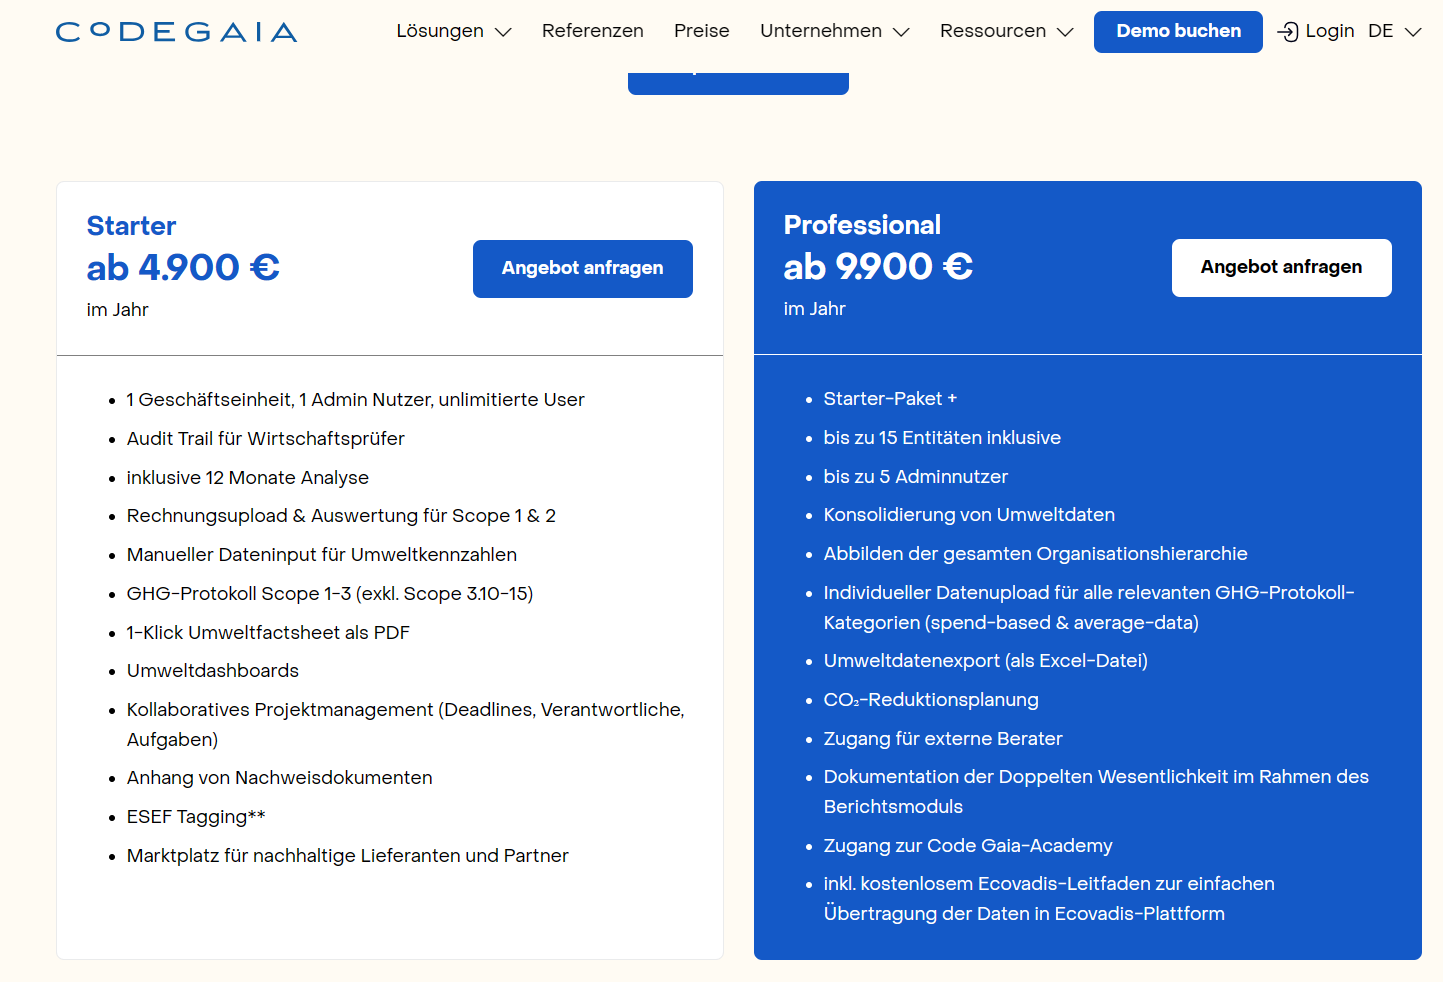 CODEGAIA
Lösungen
Referenzen
Preise
Unternehmen
Ressourcen
Demo buchen
Login
DE
Starter
ab 4.900 €
im Jahr
Angebot anfragen
1 Geschäftseinheit, 1 Admin Nutzer, unlimitierte User
Audit Trail für Wirtschaftsprüfer
inklusive 12 Monate Analyse
Rechnungsupload & Auswertung für Scope 1 & 2
Manueller Dateninput für Umweltkennzahlen
GHG-Protokoll Scope 1-3 (exkl. Scope 3.10-15)
1-Klick Umweltfactsheet als PDF
Umweltdashboards
Kollaboratives Projektmanagement (Deadlines, Verantwortliche,
Aufgaben)
Anhang von Nachweisdokumenten
ESEF Tagging**
Marktplatz für nachhaltige Lieferanten und Partner
Professional
ab 9.900 €
im Jahr
Angebot anfragen
Starter-Paket +
bis zu 15 Entitäten inklusive
bis zu 5 Adminnutzer
Konsolidierung von Umweltdaten
Abbilden der gesamten Organisationshierarchie
Individueller Datenupload für alle relevanten GHG-Protokoll-
Kategorien (spend-based & average-data)
Umweltdatenexport (als Excel-Datei)
CO₂-Reduktionsplanung
Zugang für externe Berater
Dokumentation der Doppelten Wesentlichkeit im Rahmen des
Berichtsmoduls
Zugang zur Code Gaia-Academy
inkl. kostenlosem Ecovadis-Leitfaden zur einfachen
Übertragung der Daten in Ecovadis-Plattform